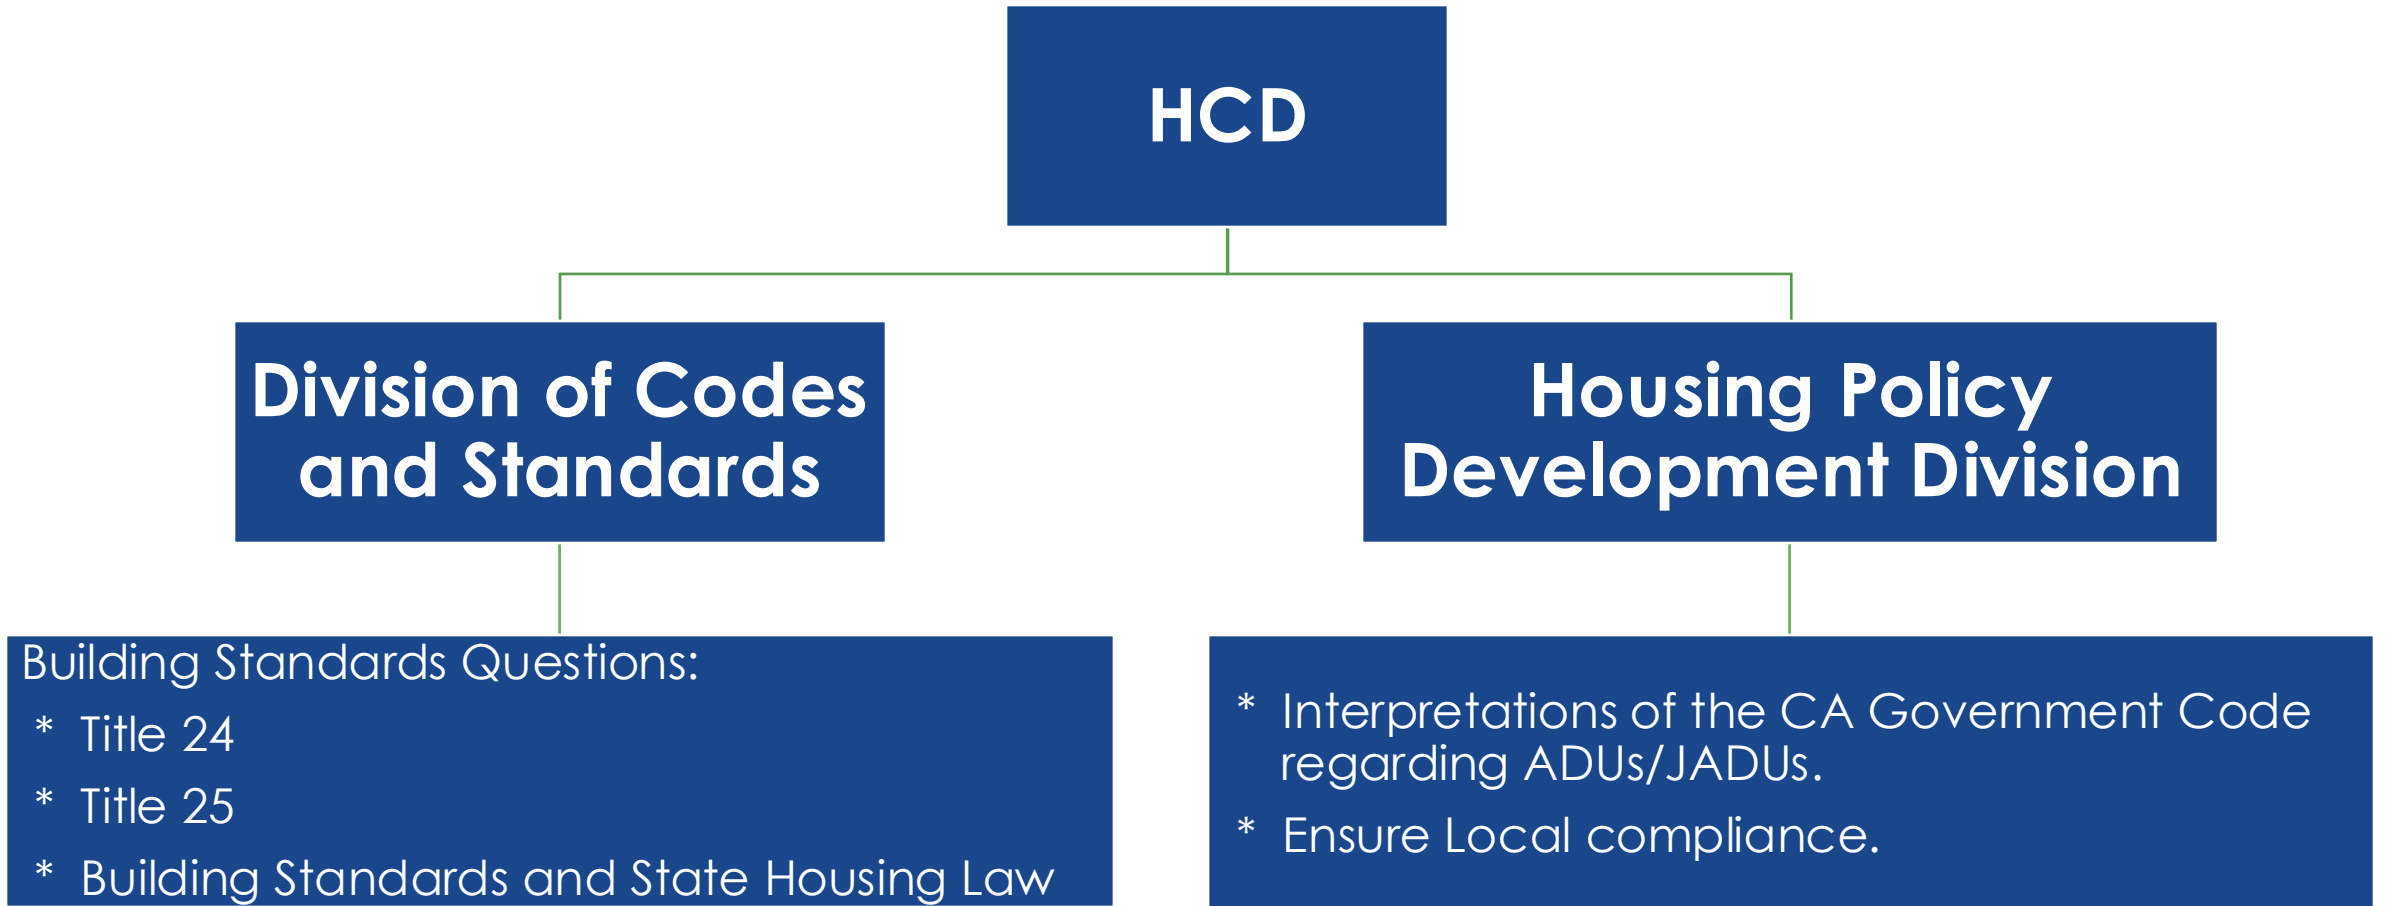 HCD
Division of Codes
and Standards
Housing Policy
Development Division
Building Standards Questions:
* Title 24
* Title 25
* Building Standards and State Housing Law
* Interpretations of the CA Government Code
regarding ADUs/JADUs.
* Ensure Local compliance.